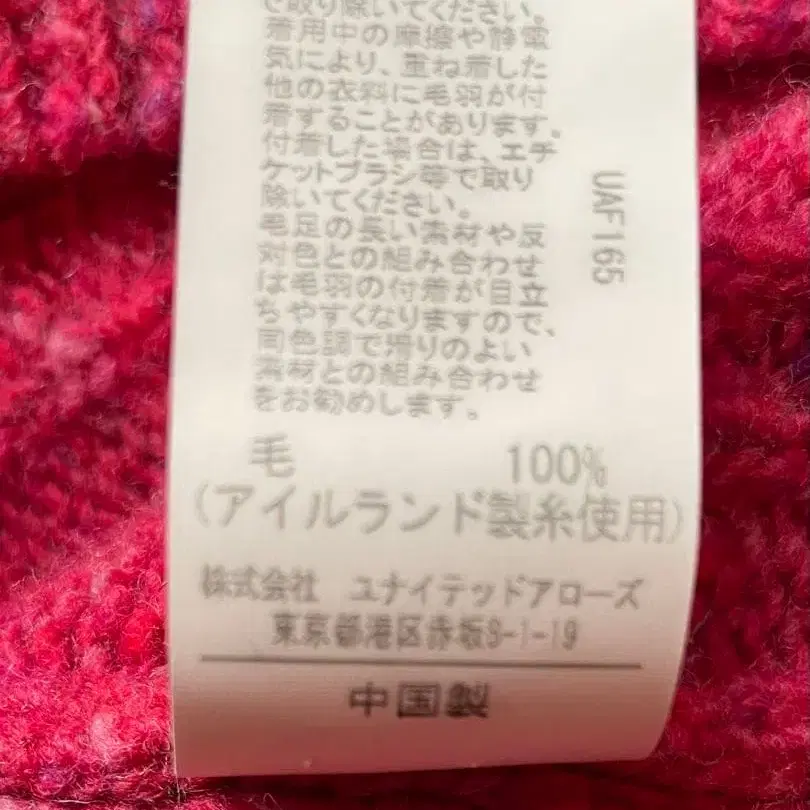 で取り除いてください。
着用中の摩擦や静電
気により、重ね着した
他の衣料に毛羽が付
着することがあります。
付着した場合は、エチ
ケットブラシ等で取り
除いてください。
毛足の長い素材や反
対色との組み合わせ
は毛羽の付着が目立
ちやすくなりますので、
同色調で滑りのよい
素材との組み合わせ
をお勧めします。
UAF165
毛 100%
(アイルランド製糸使用)
株式会社 ユナイテッドアローズ
東京都港区赤坂8-1-19
中国製